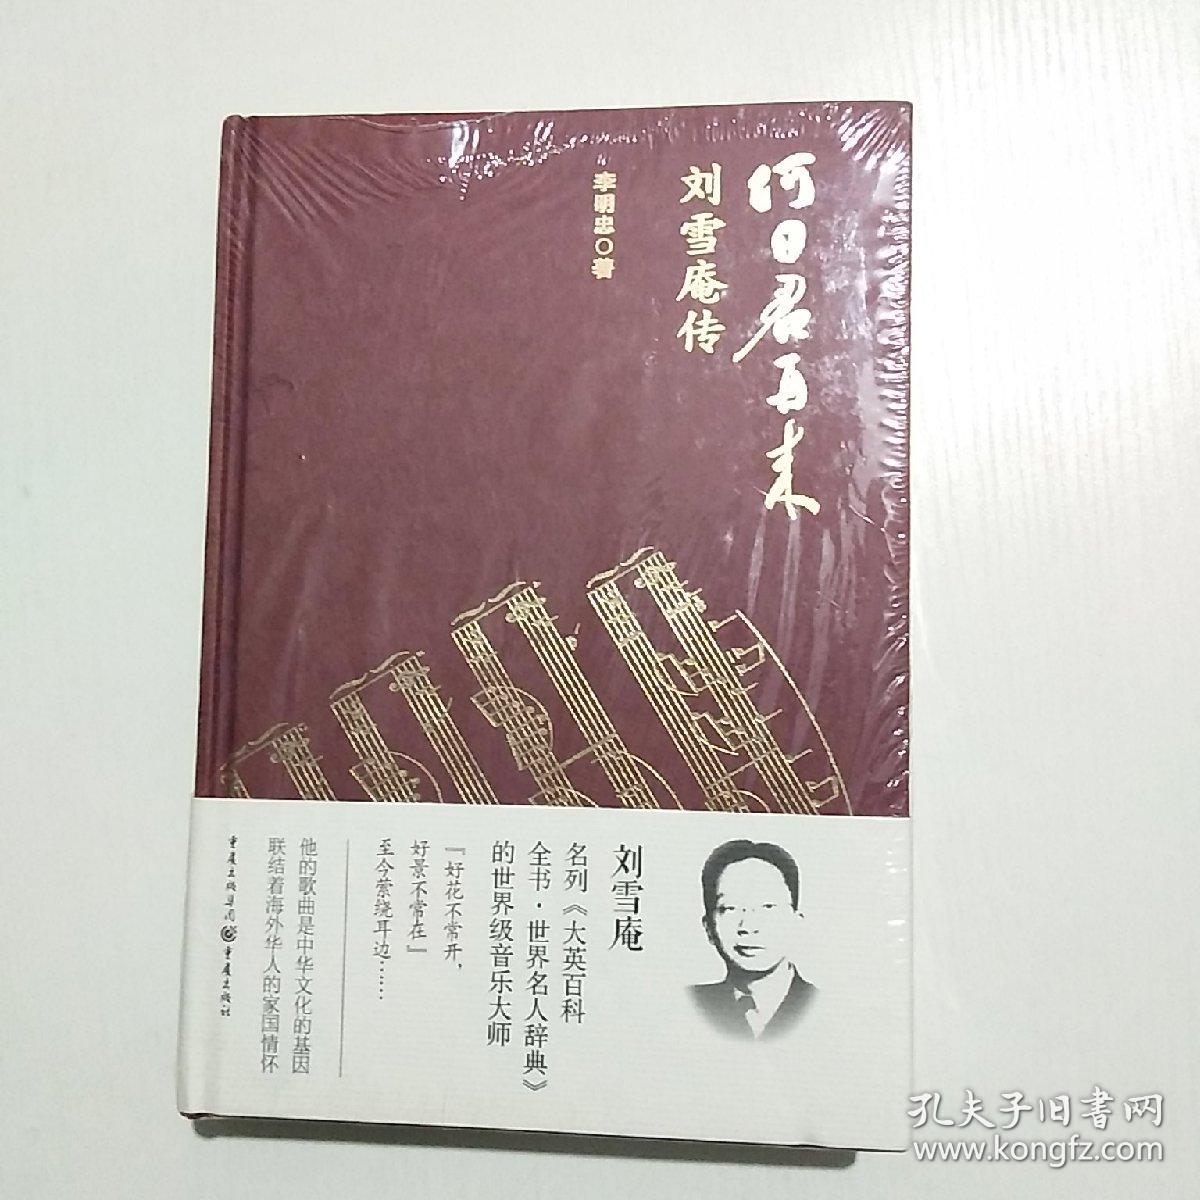 何日君再来
刘雪庵传
李明忠〇著
刘雪庵
名列《大英百科
全书·世界名人辞典》
的世界级音乐大师
“好花不常开，
好景不常在”
至今萦绕耳边……
他的歌曲是中华文化的基因
联结着海外华人的家国情怀
重庆出版集团 重庆出版社
孔夫子旧书网
www.kongfz.com